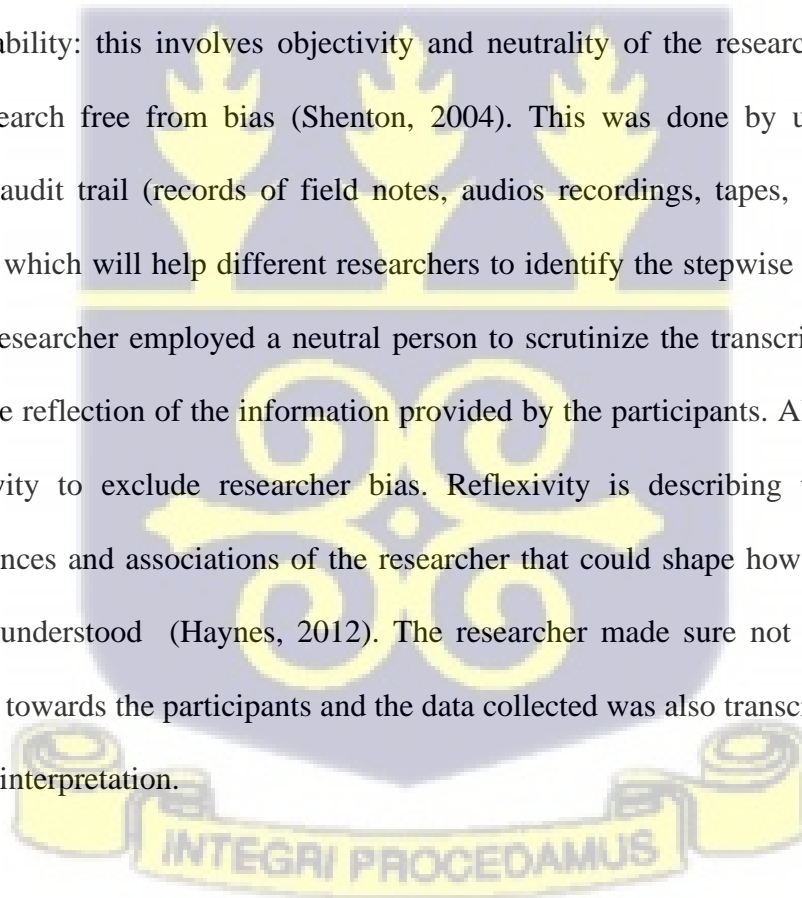 ability: this involves objectivity and neutrality of the researc
earch free from bias (Shenton, 2004). This was done by u
audit trail (records of field notes, audios recordings, tapes,
which will help different researchers to identify the stepwise
esearcher employed a neutral person to scrutinize the transcri
e reflection of the information provided by the participants. A
vity to exclude researcher bias. Reflexivity is describing
nces and associations of the researcher that could shape how
understood (Haynes, 2012). The researcher made sure not
towards the participants and the data collected was also transc
interpretation.
INTEGRI PROCEDAMUS